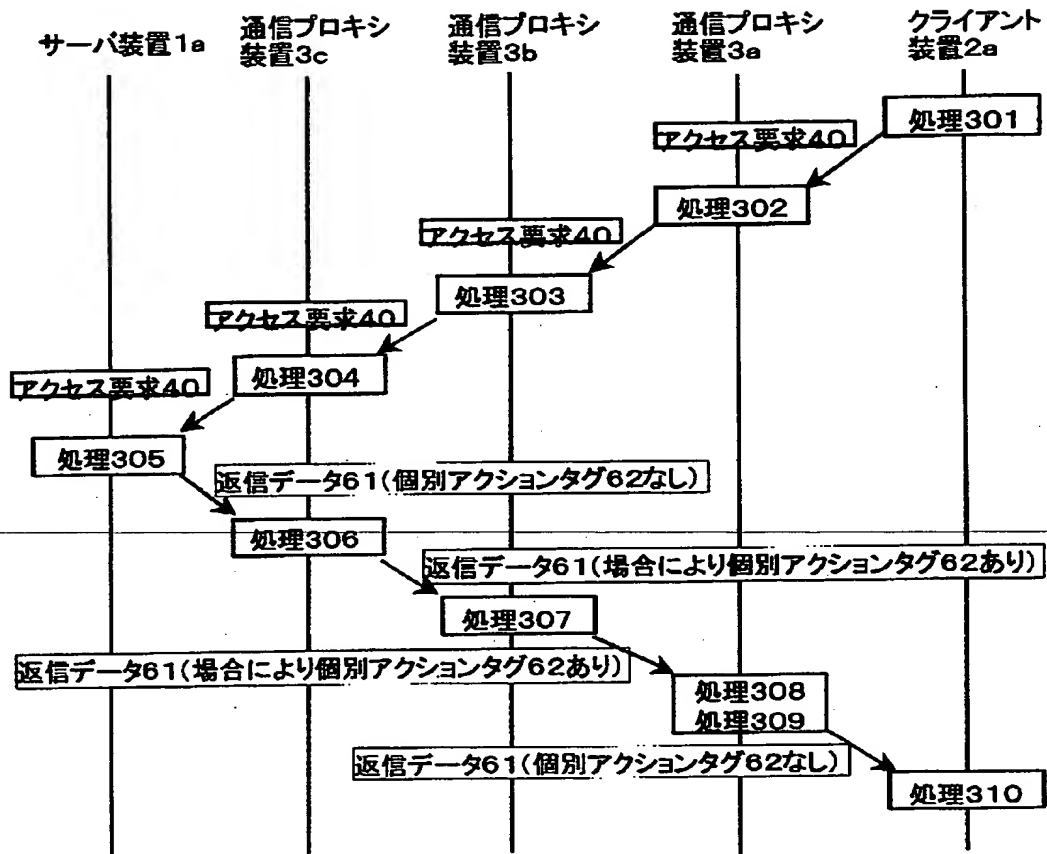 サーバ装置1a
通信プロキシ
装置3c
通信プロキシ
装置3b
通信プロキシ
装置3a
クライアント
装置2a
処理301
アクセス要求40
処理302
アクセス要求40
処理303
アクセス要求40
処理304
アクセス要求40
処理305
返信データ61(個別アクションタグ62なし)
処理306
返信データ61(場合により個別アクションタグ62あり)
処理307
返信データ61(場合により個別アクションタグ62あり)
処理308
処理309
返信データ61(個別アクションタグ62なし)
処理310